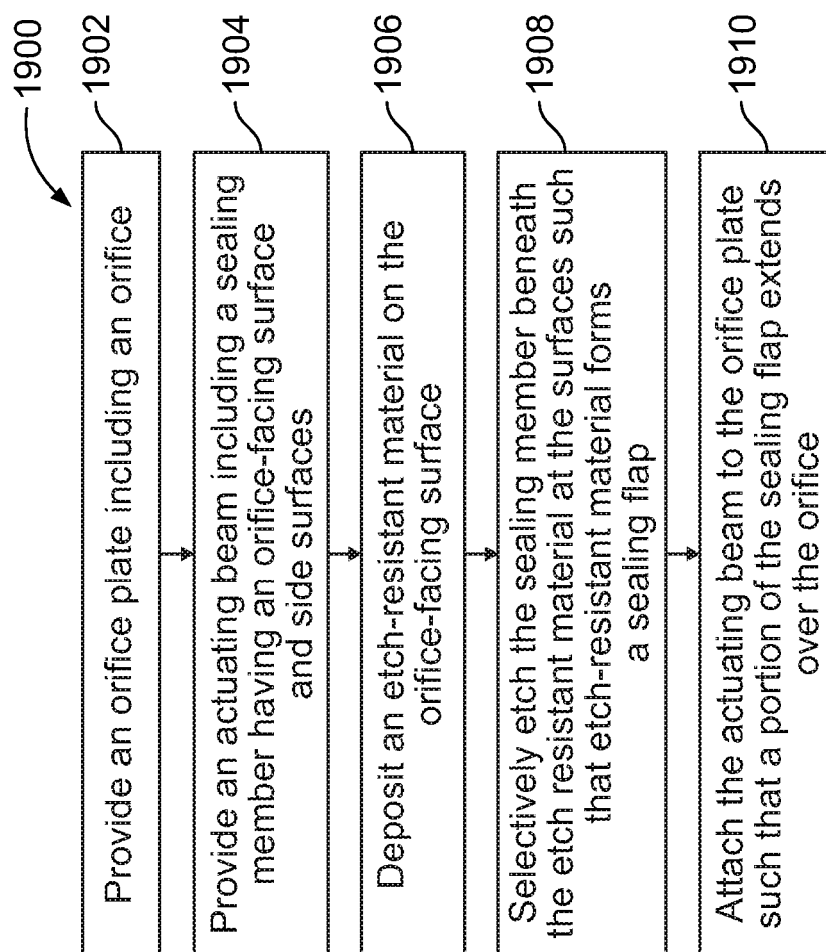 1900
1902
Provide an orifice plate including an orifice
1904
Provide an actuating beam including a sealing
member having an orifice-facing surface
and side surfaces
1906
Deposit an etch-resistant material on the
orifice-facing surface
1908
Selectively etch the sealing member beneath
the etch resistant material at the surfaces such
that etch-resistant material forms
a sealing flap
1910
Attach the actuating beam to the orifice plate
such that a portion of the sealing flap extends
over the orifice